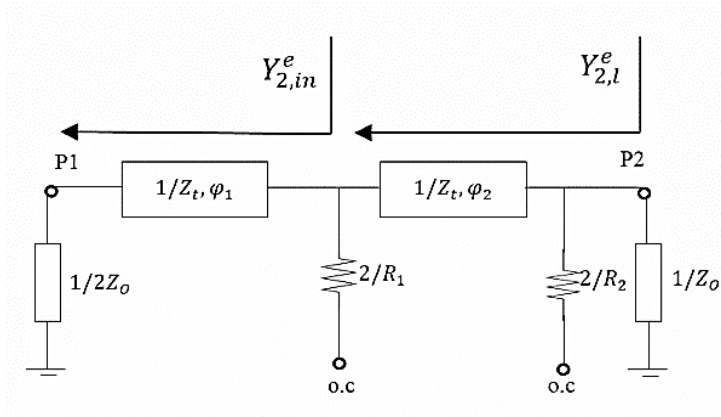 Y^e_{2,in}
Y^e_{2,l}
P1
P2
1/Z_t, φ_1
1/Z_t, φ_2
1/2Z_O
2/R_1
2/R_2
1/Z_O
o.c
o.c